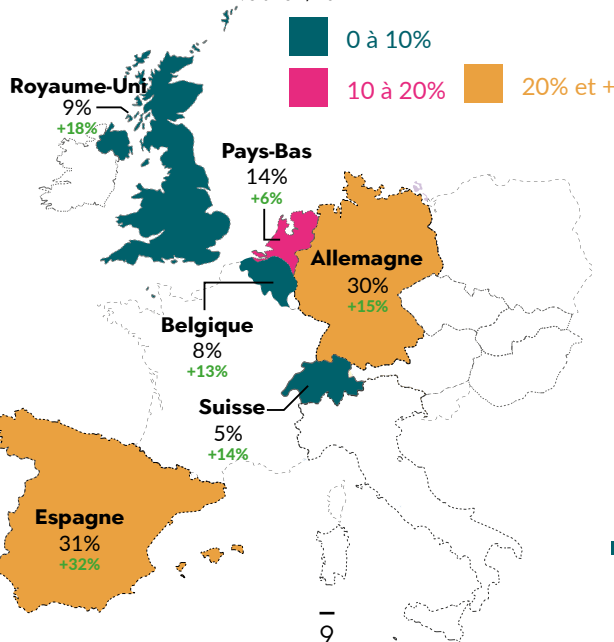 0 à 10%
10 à 20%
20% et +
Royaume-Uni
9%
+18%
Pays-Bas
14%
+6%
Allemagne
30%
+15%
Belgique
8%
+13%
Suisse
5%
+14%
Espagne
31%
+32%
9